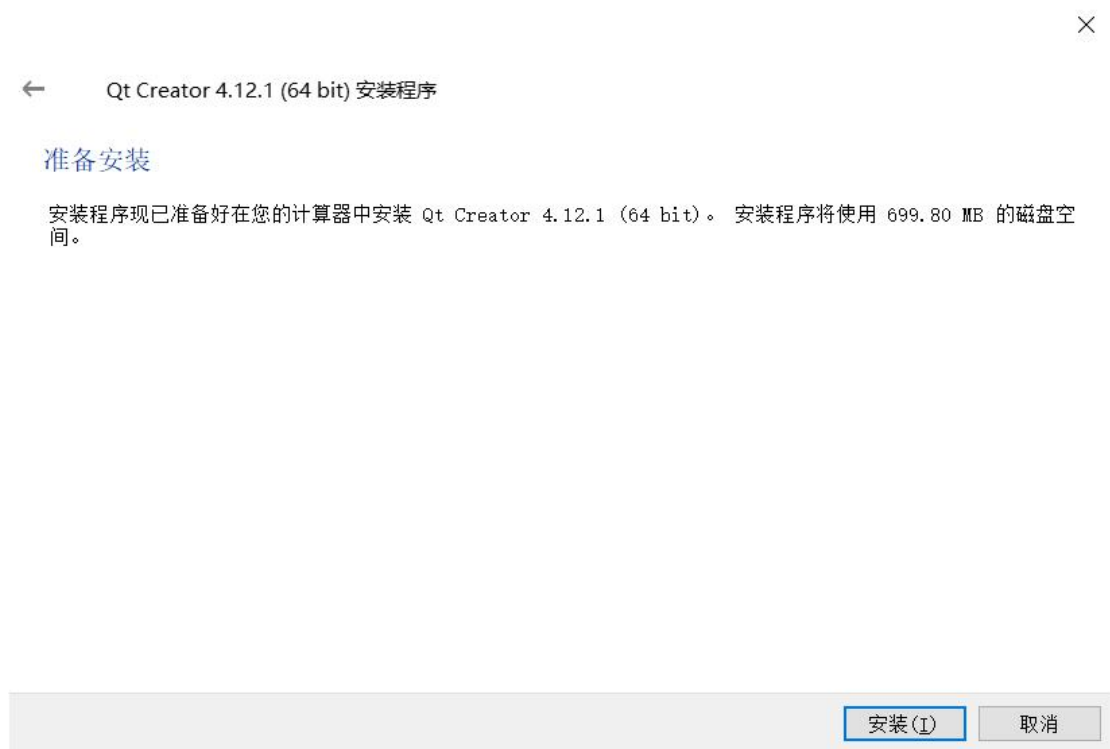 Qt Creator 4.12.1 (64 bit) 安装程序
准备安装
安装程序现已准备好在您的计算器中安装 Qt Creator 4.12.1 (64 bit)。 安装程序将使用 699.80 MB 的磁盘空
间。
安装(I)
取消